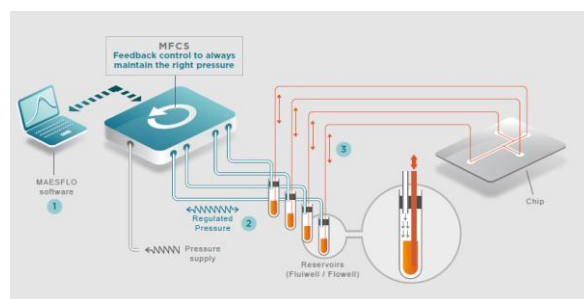 MFCS
Feedback control to always
maintain the right pressure
MAESFLO
software
1
Regulated
Pressure
2
3
Pressure
supply
Reservoirs
(Fluiwell / Flowell)
Chip